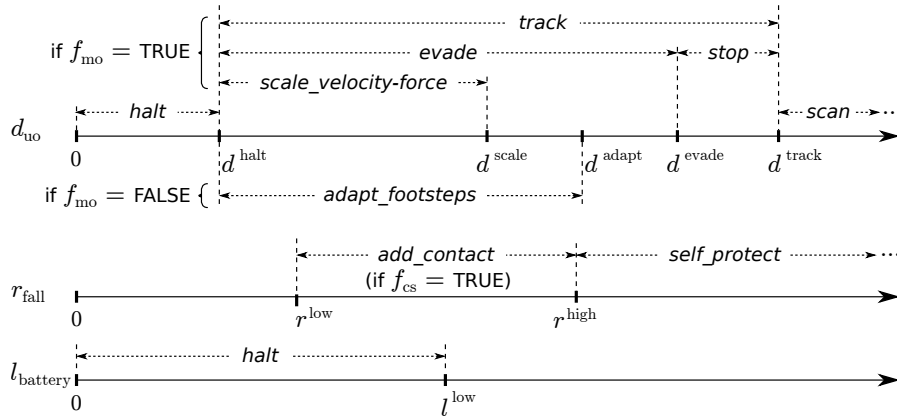 track
if f_mo = TRUE { evade stop
scale_velocity-force
halt scan
d_uo 0 d^halt d^scale d^adapt d^evade d^track
if f_mo = FALSE { adapt_footsteps
add_contact self_protect
(if f_cs = TRUE)
r_fall 0 r^low r^high
halt
l_battery 0 l^low